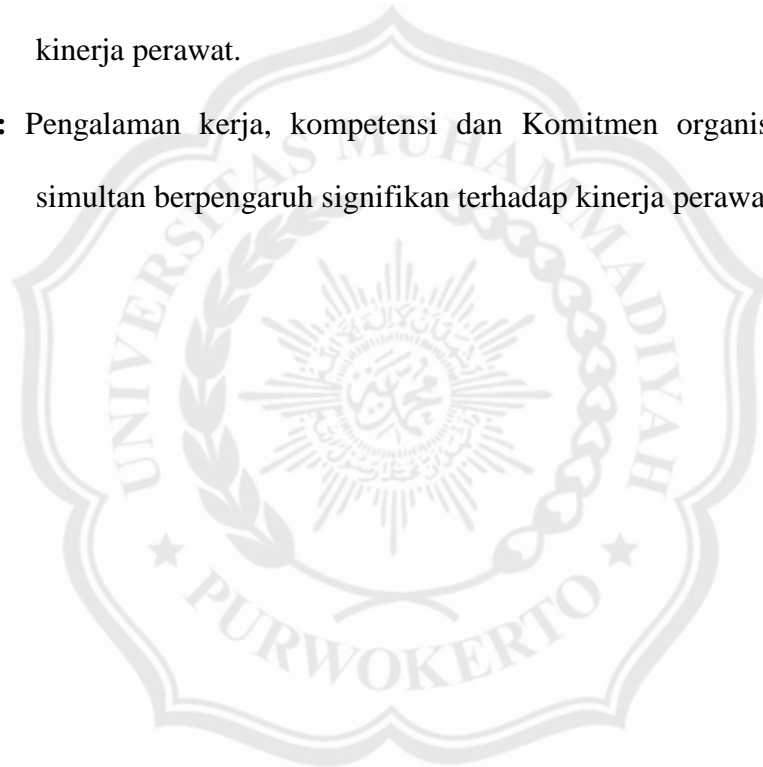 kinerja perawat.
: Pengalaman kerja, kompetensi dan Komitmen organis
simultan berpengaruh signifikan terhadap kinerja perawa
UNIVERSITAS MUHAMMADIYAH
PURWOKERTO